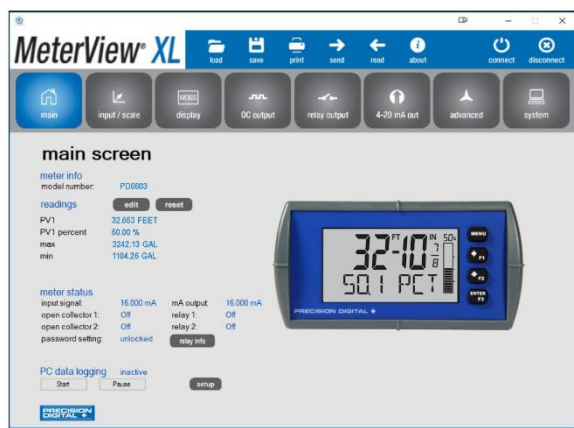 MeterView® XL
load save print send read about connect disconnect
main input / scale display OC output relay output 4-20 mA out advanced system
main screen
meter info
model number: PD6603
readings edit reset
PV1 32.663 FEET
PV1 percent 60.00 %
max 3242.13 GAL
min 1104.26 GAL
meter status
input signal: 16.000 mA mA output: 16.000 mA
open collector 1: Off relay 1: Off
open collector 2: Off relay 2: Off
password setting: unlocked relay info
PC data logging inactive
Start Pause setup
PRECISION
DIGITAL
32 FT 10 7/8 IN 50%
50.1 PCT
MENU
F1
F2
ENTER
F3
PRECISION DIGITAL